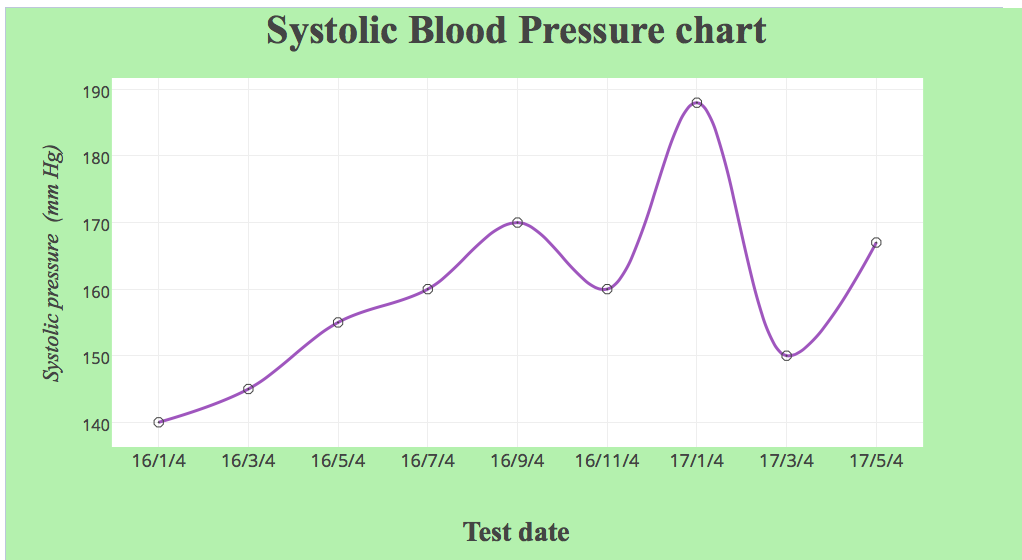 Systolic Blood Pressure chart
190
180
170
160
150
140
Systolic pressure (mm Hg)
16/1/4 16/3/4 16/5/4 16/7/4 16/9/4 16/11/4 17/1/4 17/3/4 17/5/4
Test date